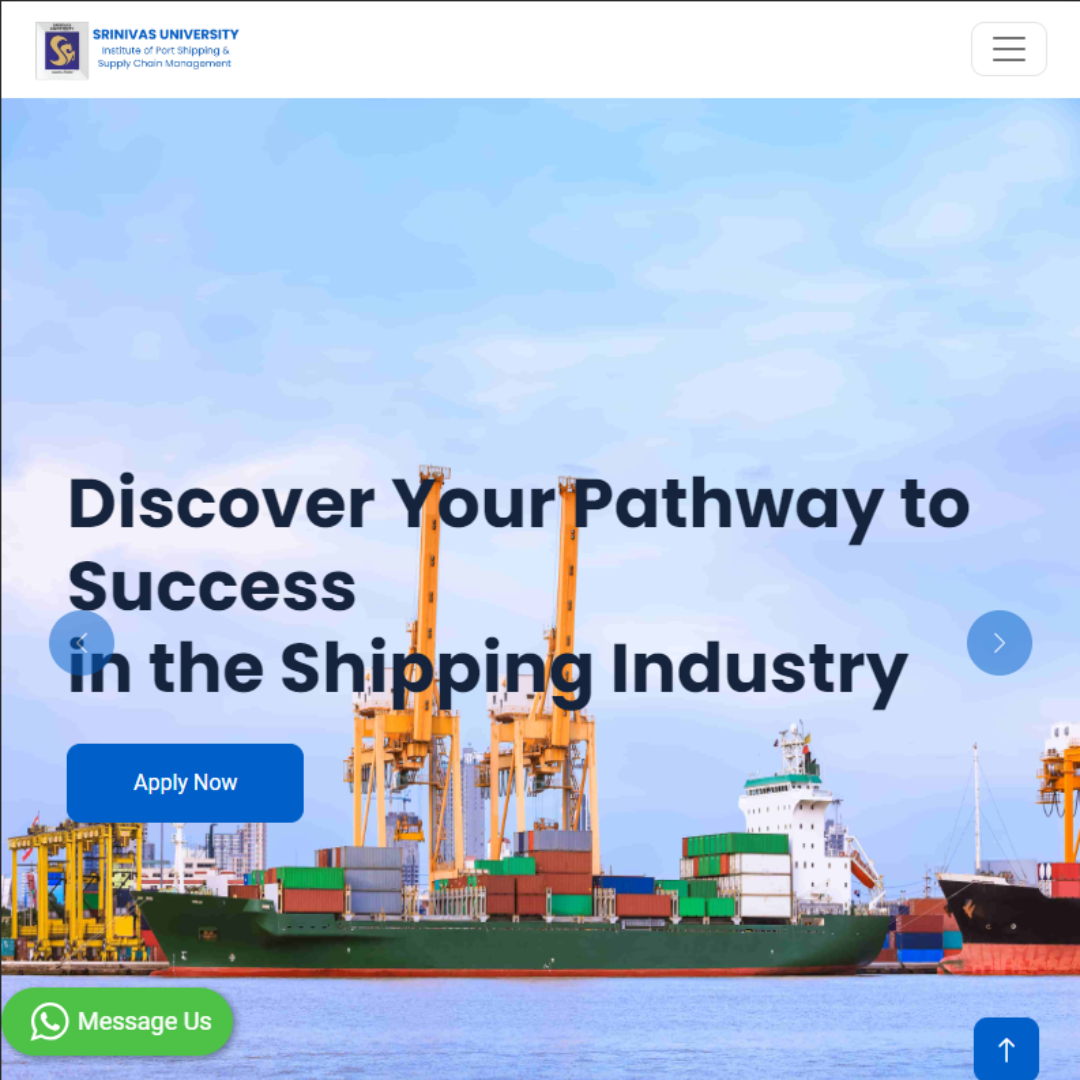 SRINIVAS UNIVERSITY
Institute of Port Shipping &
Supply Chain Management
Discover Your Pathway to
Success
in the Shipping Industry
Apply Now
Message Us